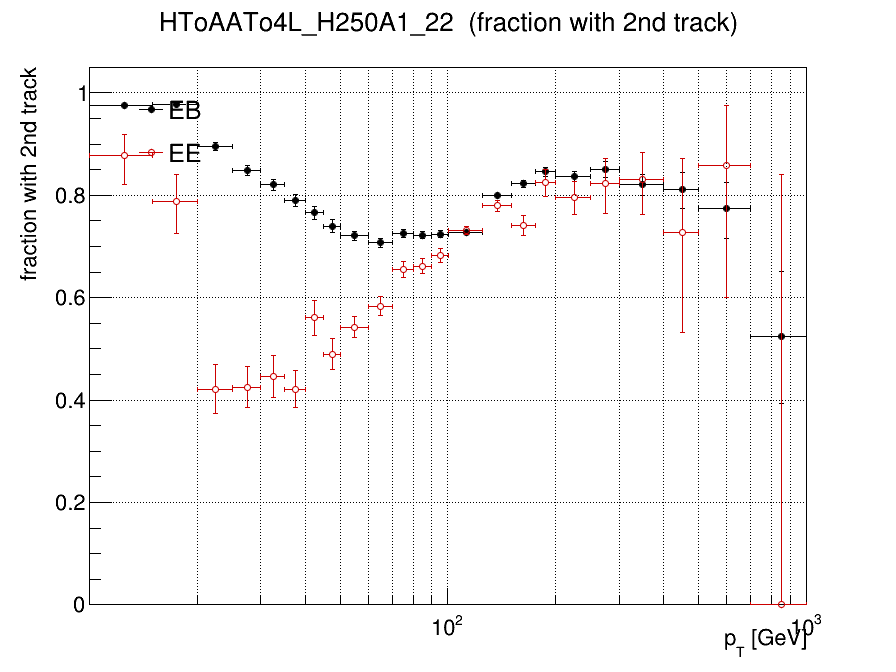 HToAATo4L_H250A1_22 (fraction with 2nd track)
fraction with 2nd track
1
0.8
0.6
0.4
0.2
0
EB
EE
10²
10³
p_T [GeV]